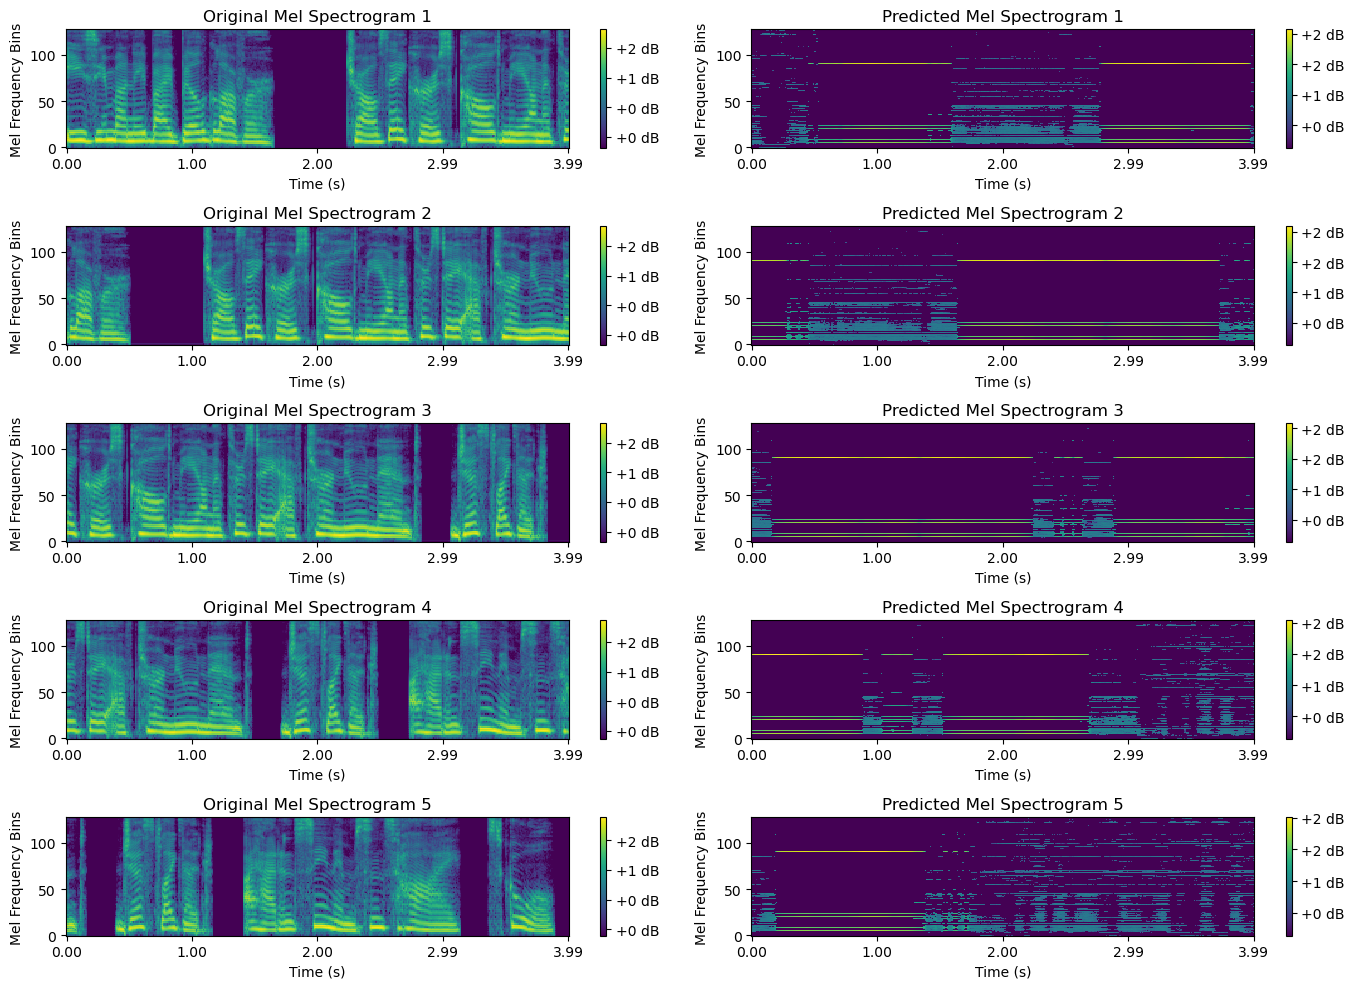 Original Mel Spectrogram 1
Mel Frequency Bins
100
50
0
0.00 1.00 2.00 2.99 3.99
Time (s)
+2 dB
+1 dB
+0 dB
+0 dB
Predicted Mel Spectrogram 1
Mel Frequency Bins
100
50
0
0.00 1.00 2.00 2.99 3.99
Time (s)
+2 dB
+2 dB
+1 dB
+0 dB
Original Mel Spectrogram 2
Mel Frequency Bins
100
50
0
0.00 1.00 2.00 2.99 3.99
Time (s)
+2 dB
+1 dB
+0 dB
+0 dB
Predicted Mel Spectrogram 2
Mel Frequency Bins
100
50
0
0.00 1.00 2.00 2.99 3.99
Time (s)
+2 dB
+2 dB
+1 dB
+0 dB
Original Mel Spectrogram 3
Mel Frequency Bins
100
50
0
0.00 1.00 2.00 2.99 3.99
Time (s)
+2 dB
+1 dB
+0 dB
+0 dB
Predicted Mel Spectrogram 3
Mel Frequency Bins
100
50
0
0.00 1.00 2.00 2.99 3.99
Time (s)
+2 dB
+2 dB
+1 dB
+0 dB
Original Mel Spectrogram 4
Mel Frequency Bins
100
50
0
0.00 1.00 2.00 2.99 3.99
Time (s)
+2 dB
+1 dB
+0 dB
+0 dB
Predicted Mel Spectrogram 4
Mel Frequency Bins
100
50
0
0.00 1.00 2.00 2.99 3.99
Time (s)
+2 dB
+2 dB
+1 dB
+0 dB
Original Mel Spectrogram 5
Mel Frequency Bins
100
50
0
0.00 1.00 2.00 2.99 3.99
Time (s)
+2 dB
+1 dB
+0 dB
+0 dB
Predicted Mel Spectrogram 5
Mel Frequency Bins
100
50
0
0.00 1.00 2.00 2.99 3.99
Time (s)
+2 dB
+2 dB
+1 dB
+0 dB